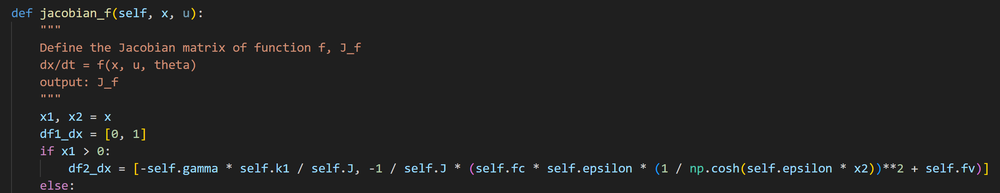 def jacobian_f(self, x, u):
    """
    Define the Jacobian matrix of function f, J_f
    dx/dt = f(x, u, theta)
    output: J_f
    """
    x1, x2 = x
    df1_dx = [0, 1]
    if x1 > 0:
        df2_dx = [-self.gamma * self.k1 / self.J, -1 / self.J * (self.fc * self.epsilon * (1 / np.cosh(self.epsilon * x2))**2 + self.fv)]
    else: